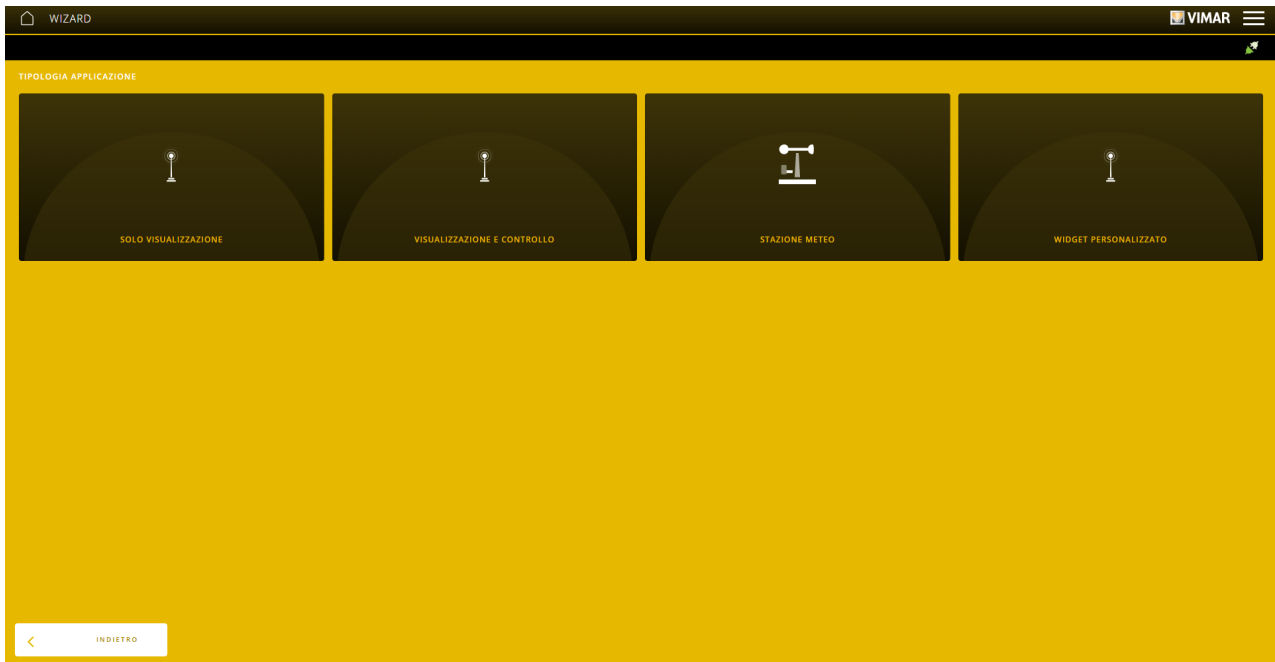 WIZARD
VIMAR
TIPOLOGIA APPLICAZIONE
SOLO VISUALIZZAZIONE
VISUALIZZAZIONE E CONTROLLO
STAZIONE METEO
WIDGET PERSONALIZZATO
INDIETRO